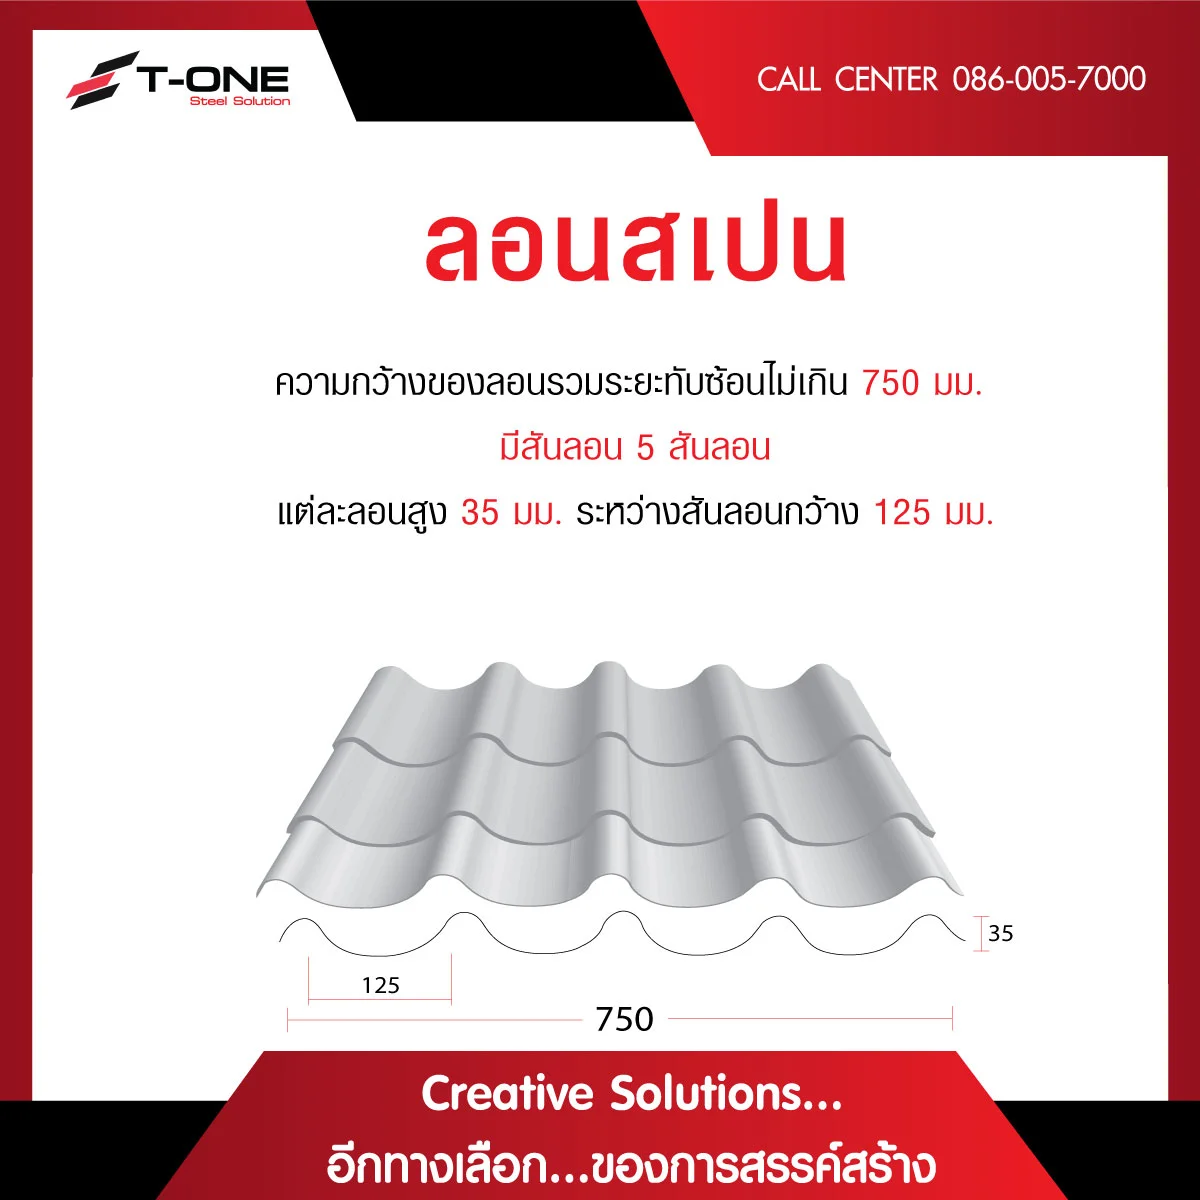 T-ONE
Steel Solution
CALL CENTER 086-005-7000
ลอนสเปน
ความกว้างของลอนรวมระยะทับซ้อนไม่เกิน 750 มม.
มีสันลอน 5 สันลอน
แต่ละลอนสูง 35 มม. ระหว่างสันลอนกว้าง 125 มม.
35
125
750
Creative Solutions...
อีกทางเลือก...ของการสรรค์สร้าง